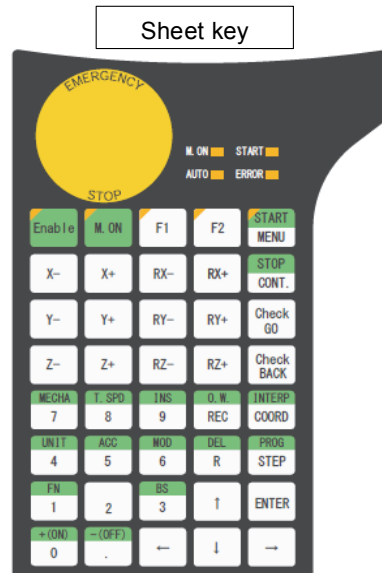 Sheet key
EMERGENCY
STOP
M.ON START
AUTO ERROR
Enable M.ON F1 F2 START
MENU
X- X+ RX- RX+ STOP
CONT.
Y- Y+ RY- RY+ Check
GO
Z- Z+ RZ- RZ+ Check
BACK
MECHA T.SPD INS O.W. INTERP
7 8 9 REC COORD
UNIT ACC MOD DEL PROG
4 5 6 R STEP
FN BS
1 2 3 ↑ ENTER
+(ON) -(OFF)
0 . ← ↓ →